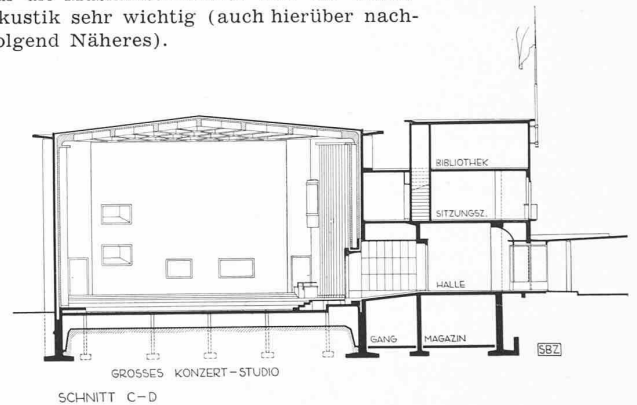 kustik sehr wichtig (auch hierüber nach-
olgend Näheres).
BIBLIOTHEK
SITZUNGSZ.
HALLE
GANG
MAGAZIN
SBZ
GROSSES KONZERT-STUDIO
SCHNITT C-D